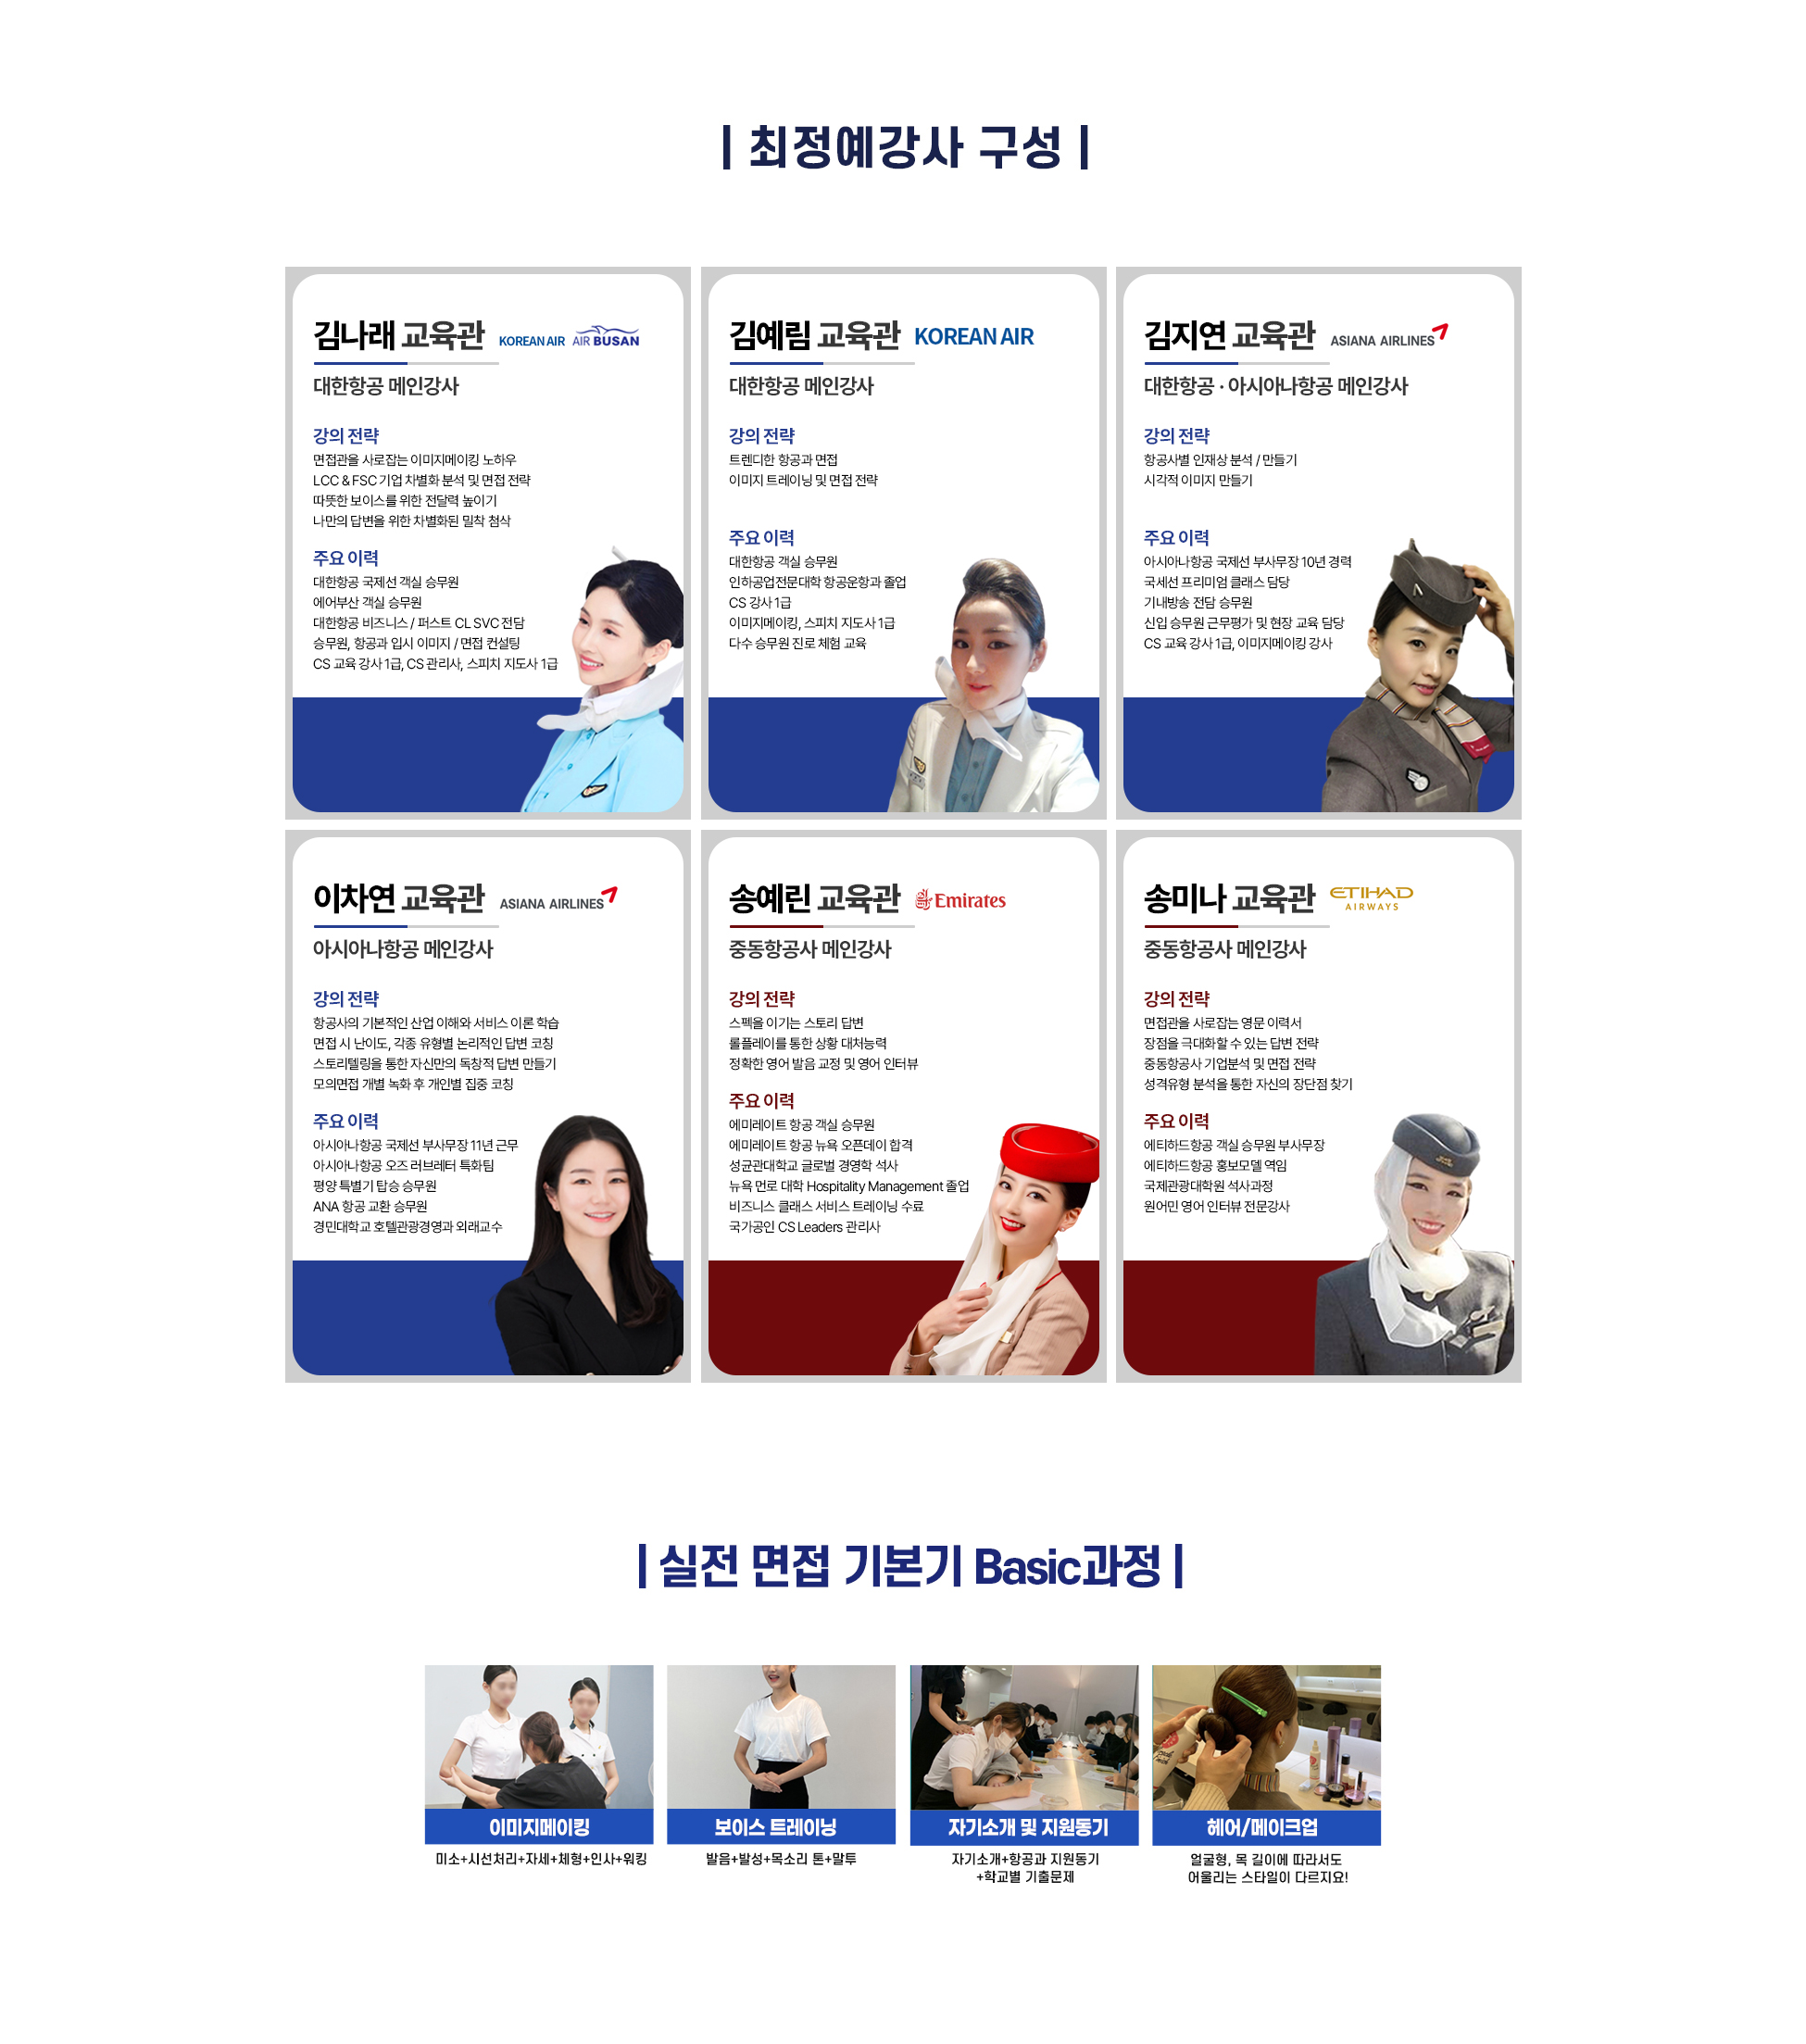 | 최정예강사 구성 |
김나래 교육관 KOREAN AIR AIR BUSAN
대한항공 메인강사
강의 전략
면접관을 사로잡는 이미지메이킹 노하우
LCC & FSC 기업 차별화 분석 및 면접 전략
따뜻한 보이스를 위한 전달력 높이기
나만의 답변을 위한 차별화된 밀착 첨삭
주요 이력
대한항공 국제선 객실 승무원
에어부산 객실 승무원
대한항공 비즈니스 / 퍼스트 CL SVC 전담
승무원, 항공과 입시 이미지 / 면접 컨설팅
CS 교육 강사 1급, CS 관리사, 스피치 지도사 1급
김예림 교육관 KOREAN AIR
대한항공 메인강사
강의 전략
트렌디한 항공과 면접
이미지 트레이닝 및 면접 전략
주요 이력
대한항공 객실 승무원
인하공업전문대학 항공운항과 졸업
CS 강사 1급
이미지메이킹, 스피치 지도사 1급
다수 승무원 진로 체험 교육
김지연 교육관 ASIANA AIRLINES
대한항공 · 아시아나항공 메인강사
강의 전략
항공사별 인재상 분석 / 만들기
시각적 이미지 만들기
주요 이력
아시아나항공 국제선 부사무장 10년 경력
국세선 프리미엄 클래스 담당
기내방송 전담 승무원
신입 승무원 근무평가 및 현장 교육 담당
CS 교육 강사 1급, 이미지메이킹 강사
이차연 교육관 ASIANA AIRLINES
아시아나항공 메인강사
강의 전략
항공사의 기본적인 산업 이해와 서비스 이론 학습
면접 시 난이도, 각종 유형별 논리적인 답변 코칭
스토리텔링을 통한 자신만의 독창적 답변 만들기
모의면접 개별 녹화 후 개인별 집중 코칭
주요 이력
아시아나항공 국제선 부사무장 11년 근무
아시아나항공 오즈 러브레터 특화팀
평양 특별기 탑승 승무원
ANA 항공 교환 승무원
경민대학교 호텔관광경영과 외래교수
송예린 교육관 Emirates
중동항공사 메인강사
강의 전략
스펙을 이기는 스토리 답변
롤플레이를 통한 상황 대처능력
정확한 영어 발음 교정 및 영어 인터뷰
주요 이력
에미레이트 항공 객실 승무원
에미레이트 항공 뉴욕 오픈데이 합격
성균관대학교 글로벌 경영학 석사
뉴욕 먼로 대학 Hospitality Management 졸업
비즈니스 클래스 서비스 트레이닝 수료
국가공인 CS Leaders 관리사
송미나 교육관 ETIHAD AIRWAYS
중동항공사 메인강사
강의 전략
면접관을 사로잡는 영문 이력서
장점을 극대화할 수 있는 답변 전략
중동항공사 기업분석 및 면접 전략
성격유형 분석을 통한 자신의 장단점 찾기
주요 이력
에티하드항공 객실 승무원 부사무장
에티하드항공 홍보모델 역임
국제관광대학원 석사과정
원어민 영어 인터뷰 전문강사
| 실전 면접 기본기 Basic과정 |
이미지메이킹
미소+시선처리+자세+체형+인사+워킹
보이스 트레이닝
발음+발성+목소리 톤+말투
자기소개 및 지원동기
자기소개+항공과 지원동기
+학교별 기출문제
헤어/메이크업
얼굴형, 목 길이에 따라서도
어울리는 스타일이 다르지요!